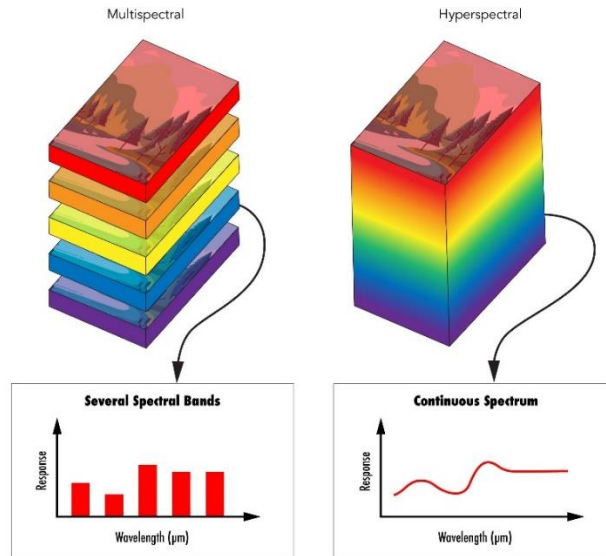 Multispectral
Hyperspectral
Several Spectral Bands
Response
Wavelength (µm)
Continuous Spectrum
Response
Wavelength (µm)